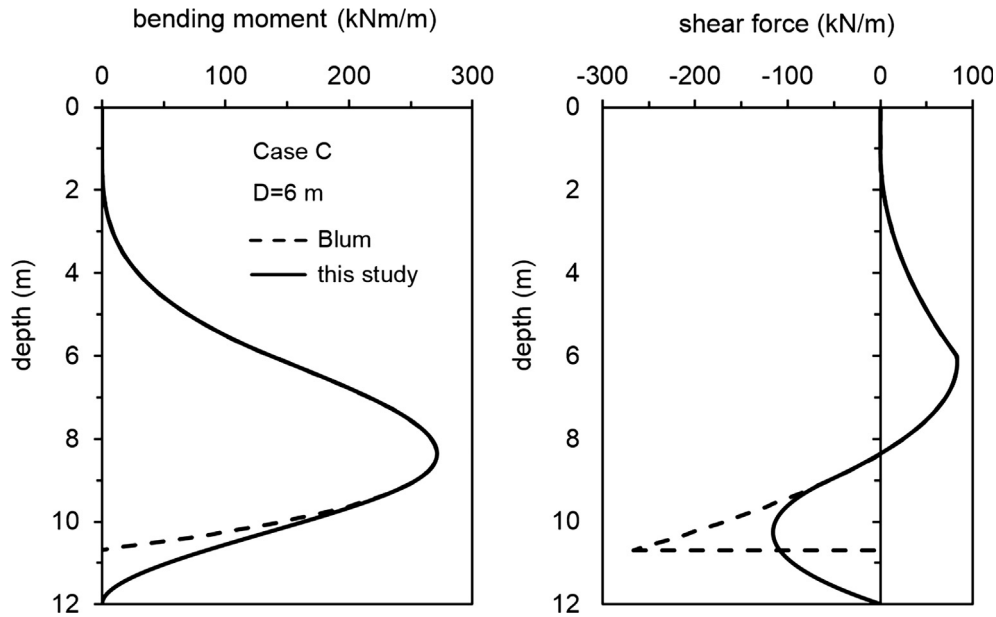 bending moment (kNm/m)
0 100 200 300
0
2
4
6
8
10
12
depth (m)
Case C
D=6 m
Blum
this study
shear force (kN/m)
-300 -200 -100 0 100
0
2
4
6
8
10
12
depth (m)